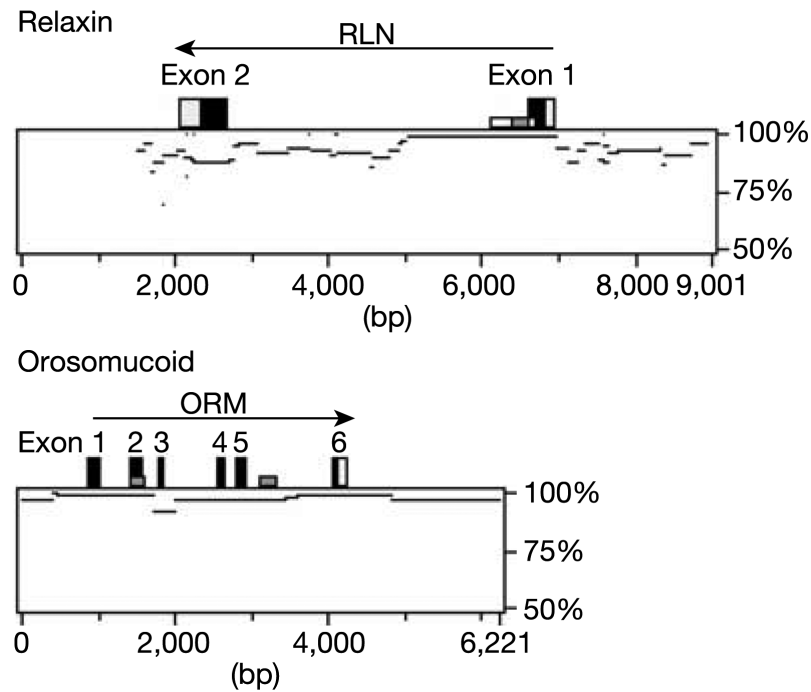 Relaxin
RLN
Exon 2 Exon 1
100%
75%
50%
0 2,000 4,000 6,000 8,000 9,001
(bp)
Orosomucoid
ORM
Exon 1 2 3 4 5 6
100%
75%
50%
0 2,000 4,000 6,221
(bp)